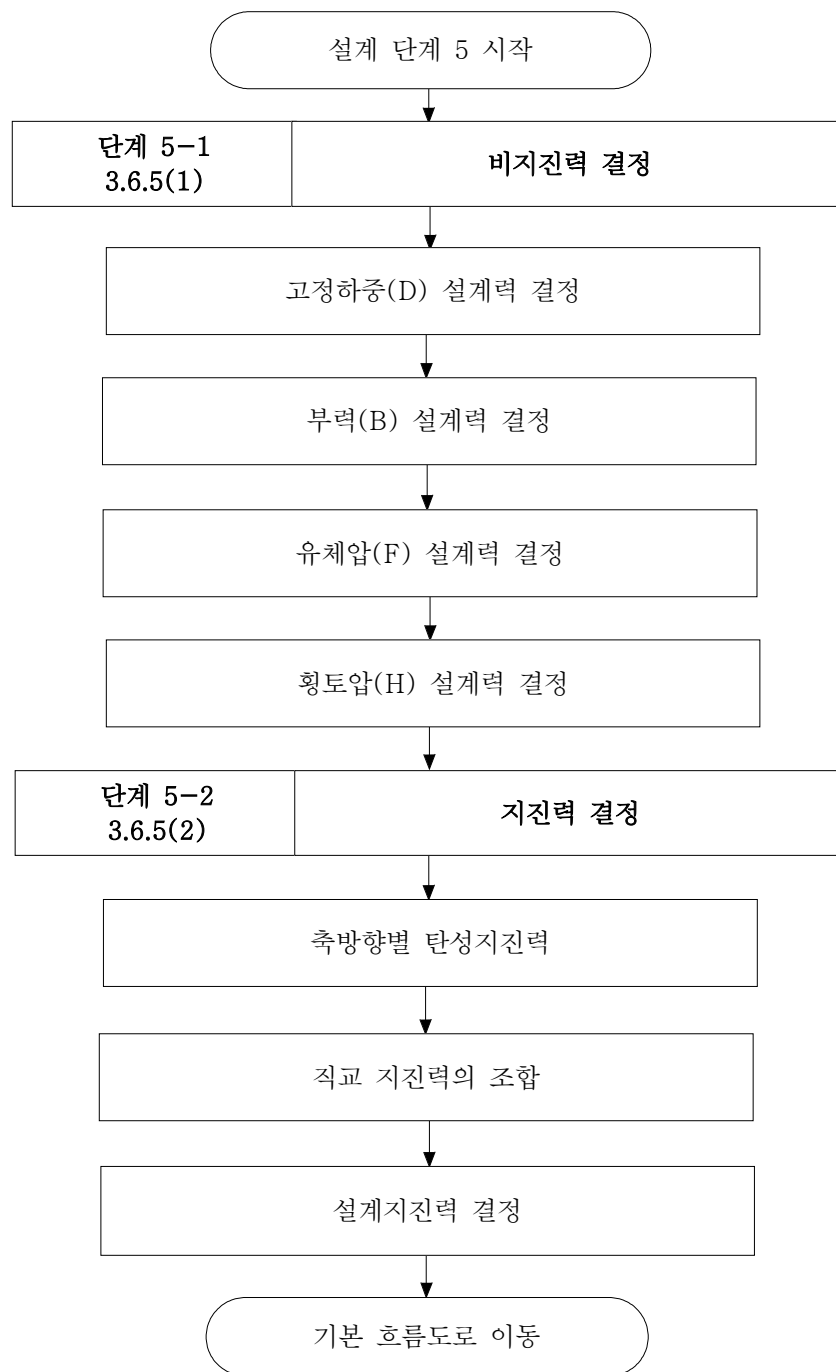 설계 단계 5 시작
단계 5-1
3.6.5(1)
비지진력 결정
고정하중(D) 설계력 결정
부력(B) 설계력 결정
유체압(F) 설계력 결정
횡토압(H) 설계력 결정
단계 5-2
3.6.5(2)
지진력 결정
축방향별 탄성지진력
직교 지진력의 조합
설계지진력 결정
기본 흐름도로 이동